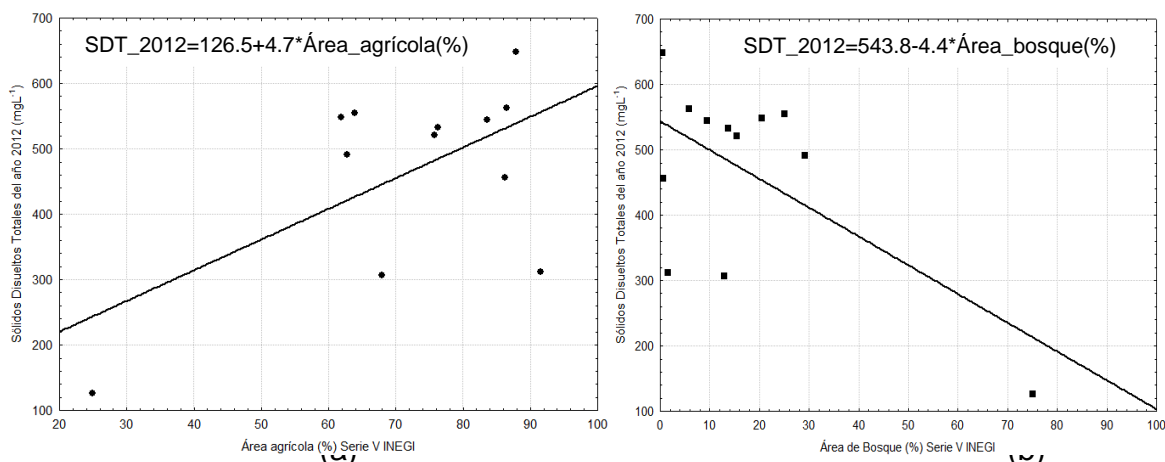 SDT_2012=126.5+4.7*Área_agrícola(%)
Sólidos Disueltos Totales del año 2012 (mgL-1)
700
600
500
400
300
200
100
20 30 40 50 60 70 80 90 100
Área agrícola (%) Serie V INEGI
(a)
SDT_2012=543.8-4.4*Área_bosque(%)
Sólidos Disueltos Totales del año 2012 (mgL-1)
700
600
500
400
300
200
100
0 10 20 30 40 50 60 70 80 90 100
Área de Bosque (%) Serie V INEGI
(b)